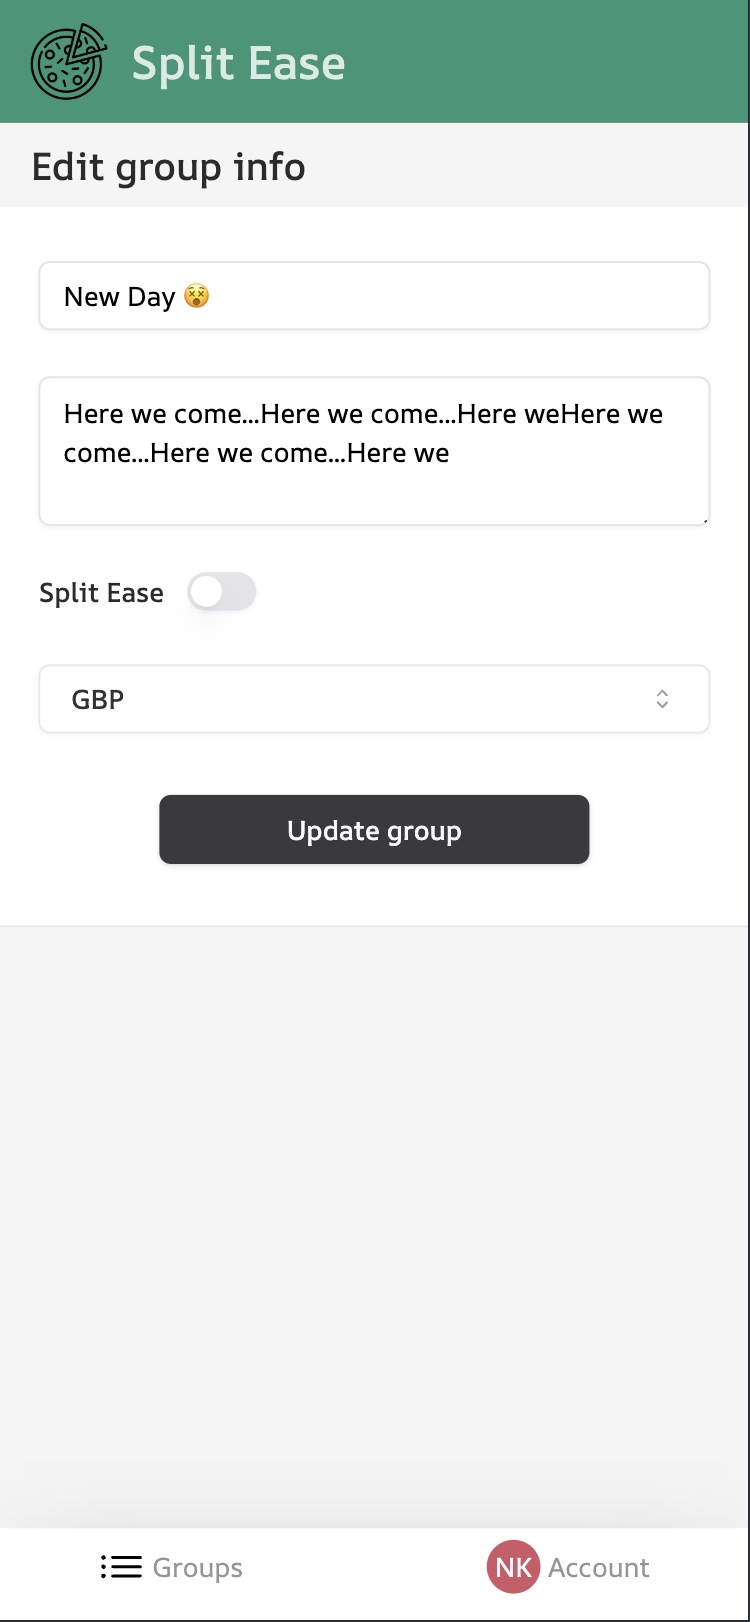 Split Ease
Edit group info
New Day 😵
Here we come...Here we come...Here weHere we
come...Here we come...Here we
Split Ease
GBP
Update group
Groups
NK Account